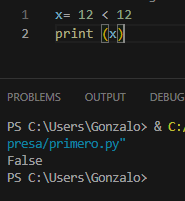 1 x= 12 < 12
2 print (x)
PROBLEMS OUTPUT DEBUG
PS C:\Users\Gonzalo> & C:/
presa/primero.py"
False
PS C:\Users\Gonzalo>